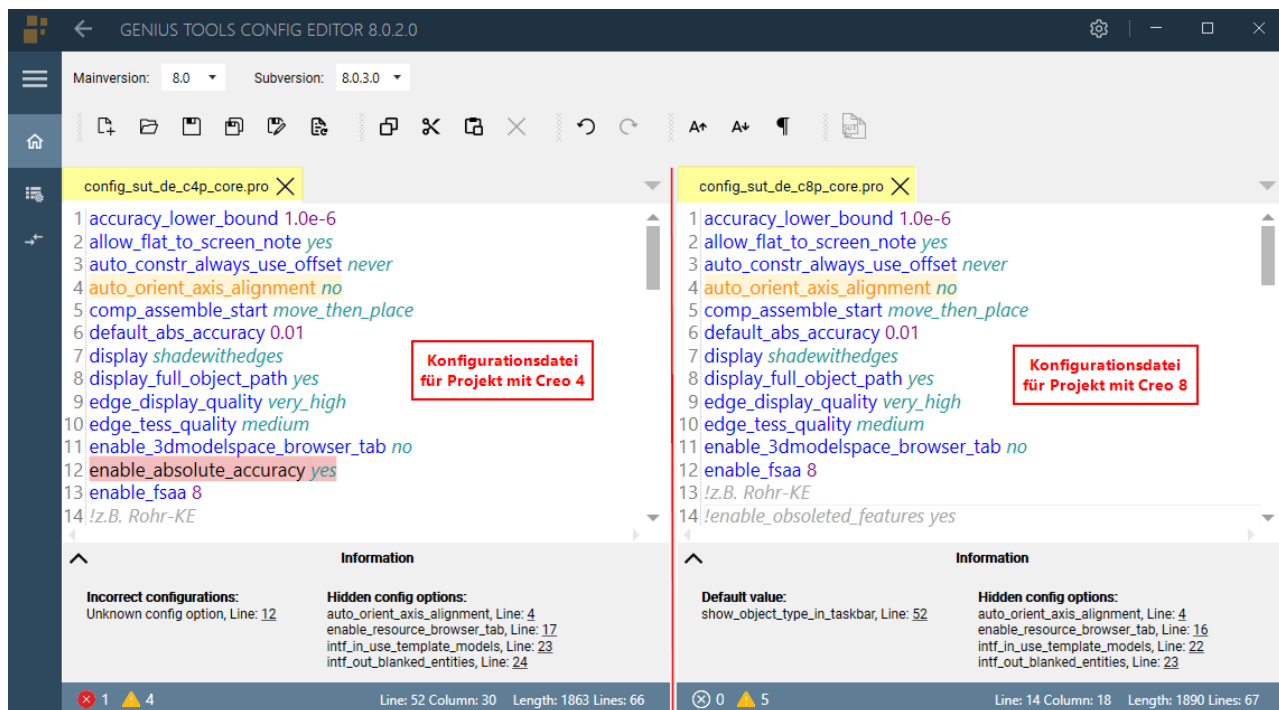 GENIUS TOOLS CONFIG EDITOR 8.0.2.0
Mainversion: 8.0 Subversion: 8.0.3.0
SUT
config_sut_de_c4p_core.pro
1 accuracy_lower_bound 1.0e-6
2 allow_flat_to_screen_note yes
3 auto_constr_always_use_offset never
4 auto_orient_axis_alignment no
5 comp_assemble_start move_then_place
6 default_abs_accuracy 0.01
7 display shadewithedges
8 display_full_object_path yes
9 edge_display_quality very_high
10 edge_tess_quality medium
11 enable_3dmodelspace_browser_tab no
12 enable_absolute_accuracy yes
13 enable_fsaa 8
14 !z.B. Rohr-KE
Konfigurationsdatei
für Projekt mit Creo 4
Information
Incorrect configurations:
Unknown config option, Line: 12
Hidden config options:
auto_orient_axis_alignment, Line: 4
enable_resource_browser_tab, Line: 17
intf_in_use_template_models, Line: 23
intf_out_blanked_entities, Line: 24
1 4 Line: 52 Column: 30 Length: 1863 Lines: 66
config_sut_de_c8p_core.pro
1 accuracy_lower_bound 1.0e-6
2 allow_flat_to_screen_note yes
3 auto_constr_always_use_offset never
4 auto_orient_axis_alignment no
5 comp_assemble_start move_then_place
6 default_abs_accuracy 0.01
7 display shadewithedges
8 display_full_object_path yes
9 edge_display_quality very_high
10 edge_tess_quality medium
11 enable_3dmodelspace_browser_tab no
12 enable_fsaa 8
13 !z.B. Rohr-KE
14 !enable_obsoleted_features yes
Konfigurationsdatei
für Projekt mit Creo 8
Information
Default value:
show_object_type_in_taskbar, Line: 52
Hidden config options:
auto_orient_axis_alignment, Line: 4
enable_resource_browser_tab, Line: 16
intf_in_use_template_models, Line: 22
intf_out_blanked_entities, Line: 23
0 5 Line: 14 Column: 18 Length: 1890 Lines: 67